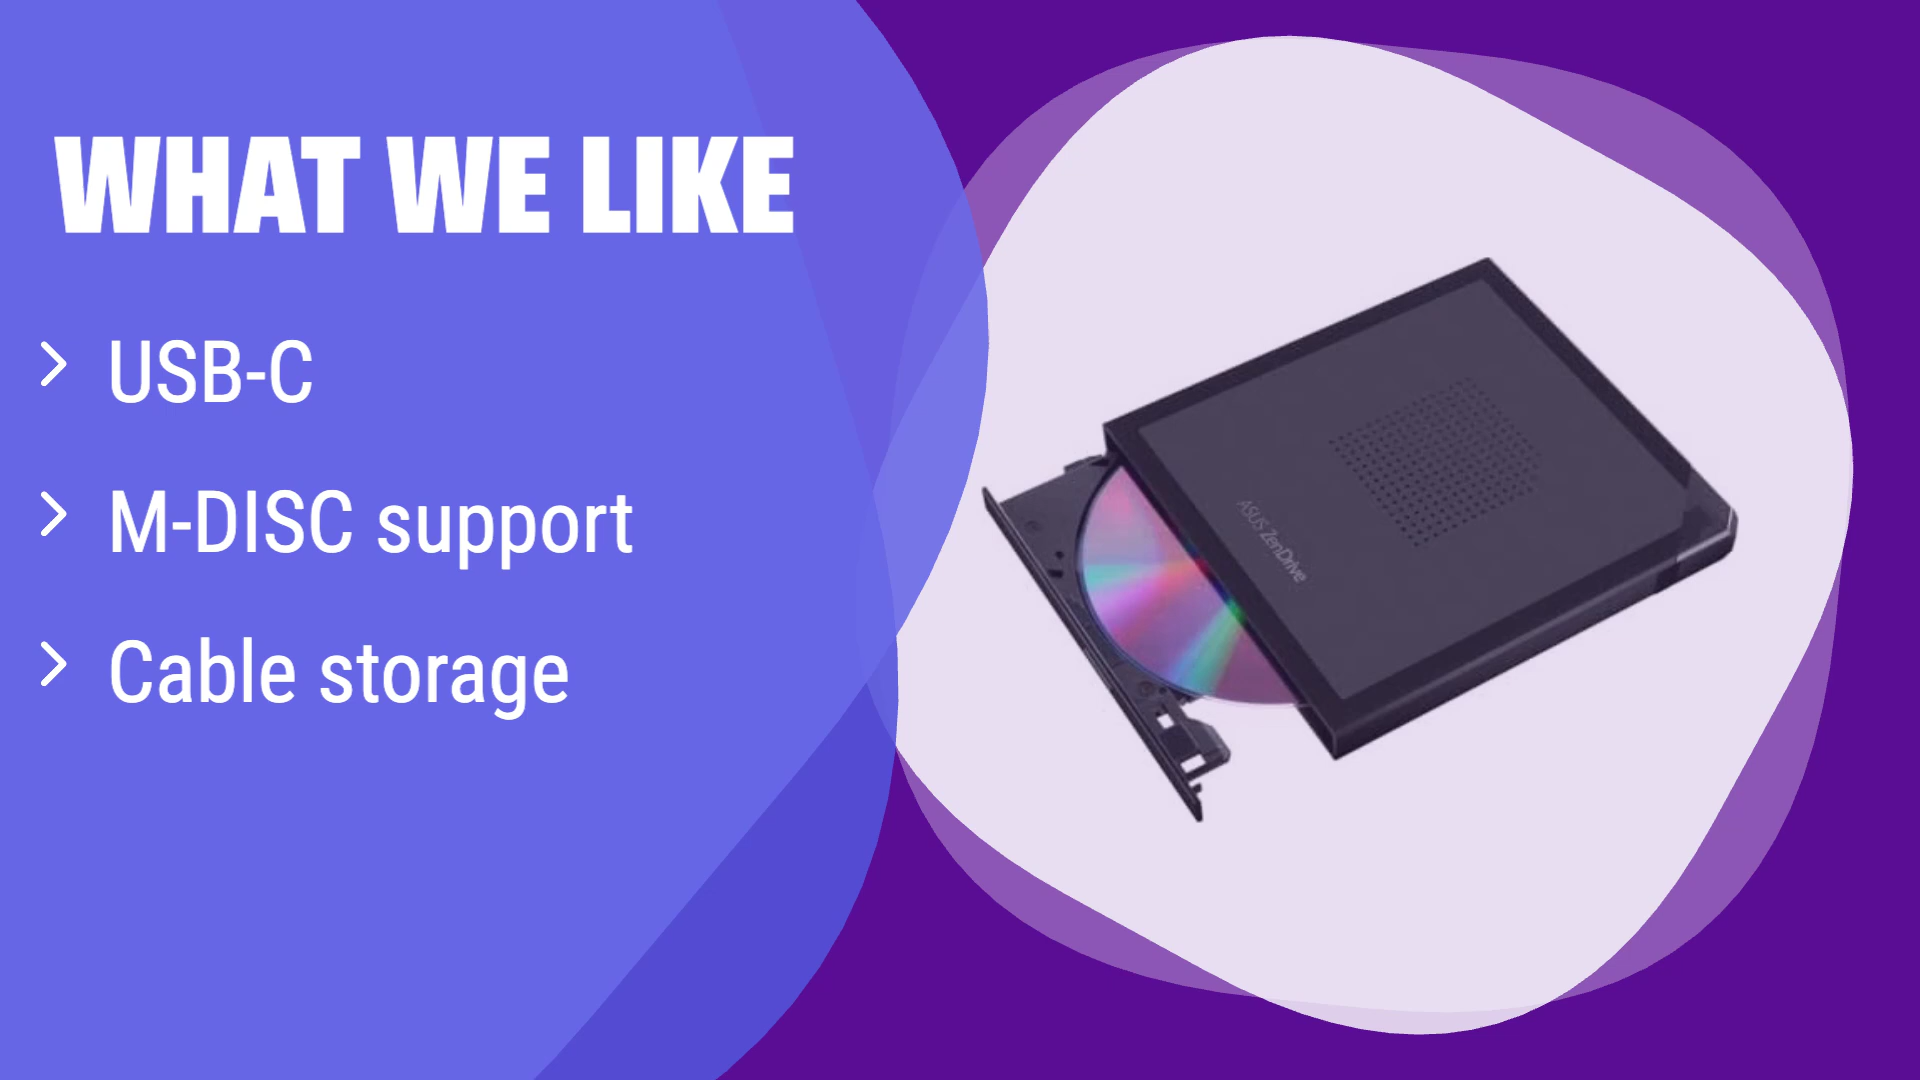 WHAT WE LIKE
USB-C
M-DISC support
Cable storage
ASUS ZenDrive